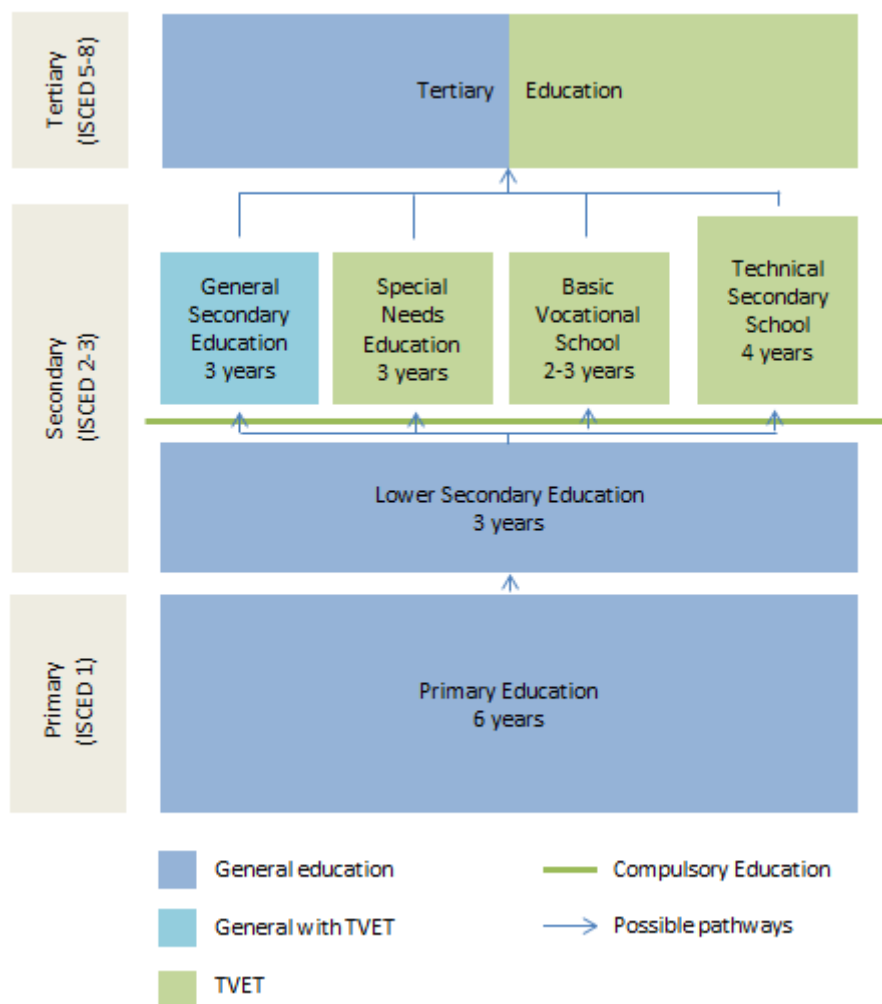 Tertiary
(ISCED 5-8)
Tertiary Education
Secondary
(ISCED 2-3)
General
Secondary
Education
3 years
Special
Needs
Education
3 years
Basic
Vocational
School
2-3 years
Technical
Secondary
School
4 years
Lower Secondary Education
3 years
Primary
(ISCED 1)
Primary Education
6 years
General education
Compulsory Education
General with TVET
Possible pathways
TVET